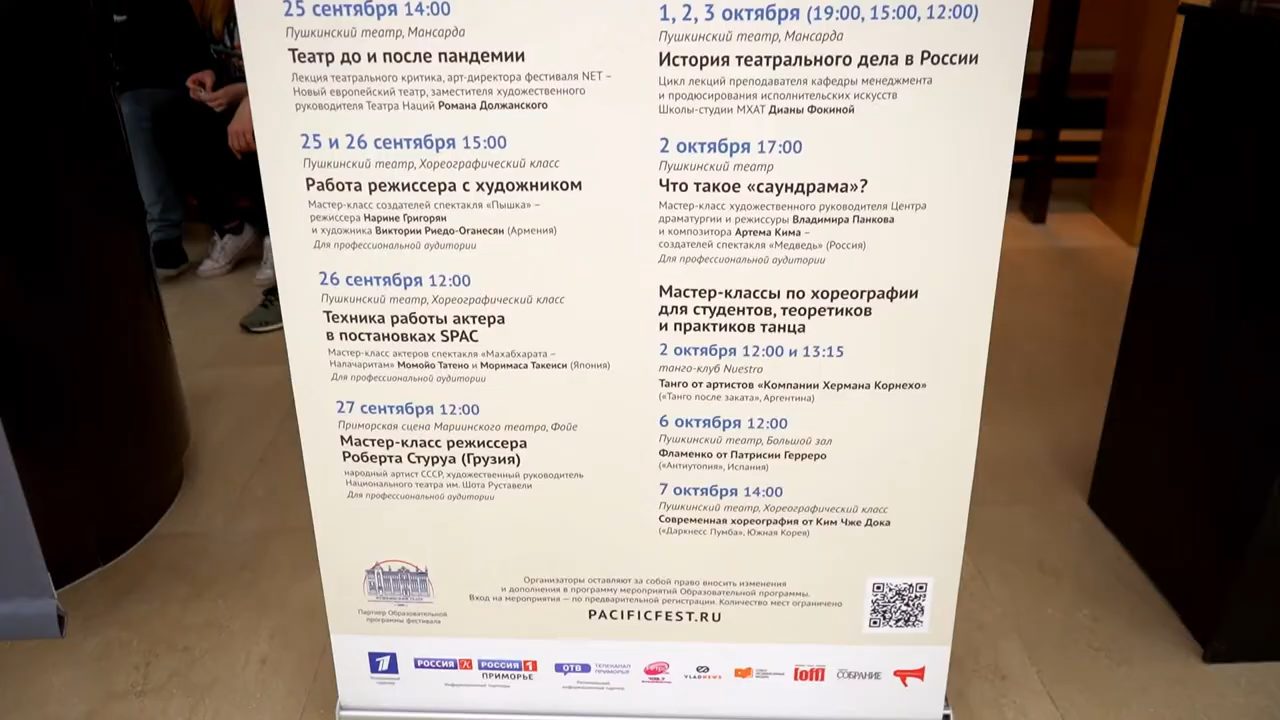 25 сентября 14:00
Пушкинский театр, Мансарда
Театр до и после пандемии
Лекция театрального критика, арт-директора фестиваля NET –
Новый европейский театр, заместителя художественного
руководителя Театра Наций Романа Должанского
25 и 26 сентября 15:00
Пушкинский театр, Хореографический класс
Работа режиссера с художником
Мастер-класс создателей спектакля «Пышка» –
режиссера Нарине Григорян
и художника Виктории Риедо-Оганесян (Армения)
Для профессиональной аудитории
26 сентября 12:00
Пушкинский театр, Хореографический класс
Техника работы актера
в постановках SPAC
Мастер-класс актеров спектакля «Махабхарата –
Налачаритам» Момойо Татено и Моримаса Такеиси (Япония)
Для профессиональной аудитории
27 сентября 12:00
Приморская сцена Мариинского театра, Фойе
Мастер-класс режиссера
Роберта Стуруа (Грузия)
народный артист СССР, художественный руководитель
Национального театра им. Шота Руставели
Для профессиональной аудитории
1, 2, 3 октября (19:00, 15:00, 12:00)
Пушкинский театр, Мансарда
История театрального дела в России
Цикл лекций преподавателя кафедры менеджмента
и продюсирования исполнительских искусств
Школы-студии МХАТ Дианы Фокиной
2 октября 17:00
Пушкинский театр
Что такое «саундрама»?
Мастер-класс художественного руководителя Центра
драматургии и режиссуры Владимира Панкова
и композитора Артема Кима –
создателей спектакля «Медведь» (Россия)
Для профессиональной аудитории
Мастер-классы по хореографии
для студентов, теоретиков
и практиков танца
2 октября 12:00 и 13:15
танго-клуб Nuestro
Танго от артистов «Компании Хермана Корнехо»
(«Танго после заката», Аргентина)
6 октября 12:00
Пушкинский театр, Большой зал
Фламенко от Патрисии Герреро
(«Антиутопия», Испания)
7 октября 14:00
Пушкинский театр, Хореографический класс
Современная хореография от Ким Чже Дока
(«Даркнесс Пумба», Южная Корея)
Партнер Образовательной
программы фестиваля
Организаторы оставляют за собой право вносить изменения
и дополнения в программу мероприятий Образовательной программы.
Вход на мероприятия — по предварительной регистрации. Количество мест ограничено
PACIFICFEST.RU
1
РОССИЯ К
РОССИЯ 1
ПРИМОРЬЕ
ОТВ ТЕЛЕКАНАЛ
ПРИМОРЬЯ
VLADNEWS
[off]
СОБРАНИЕ